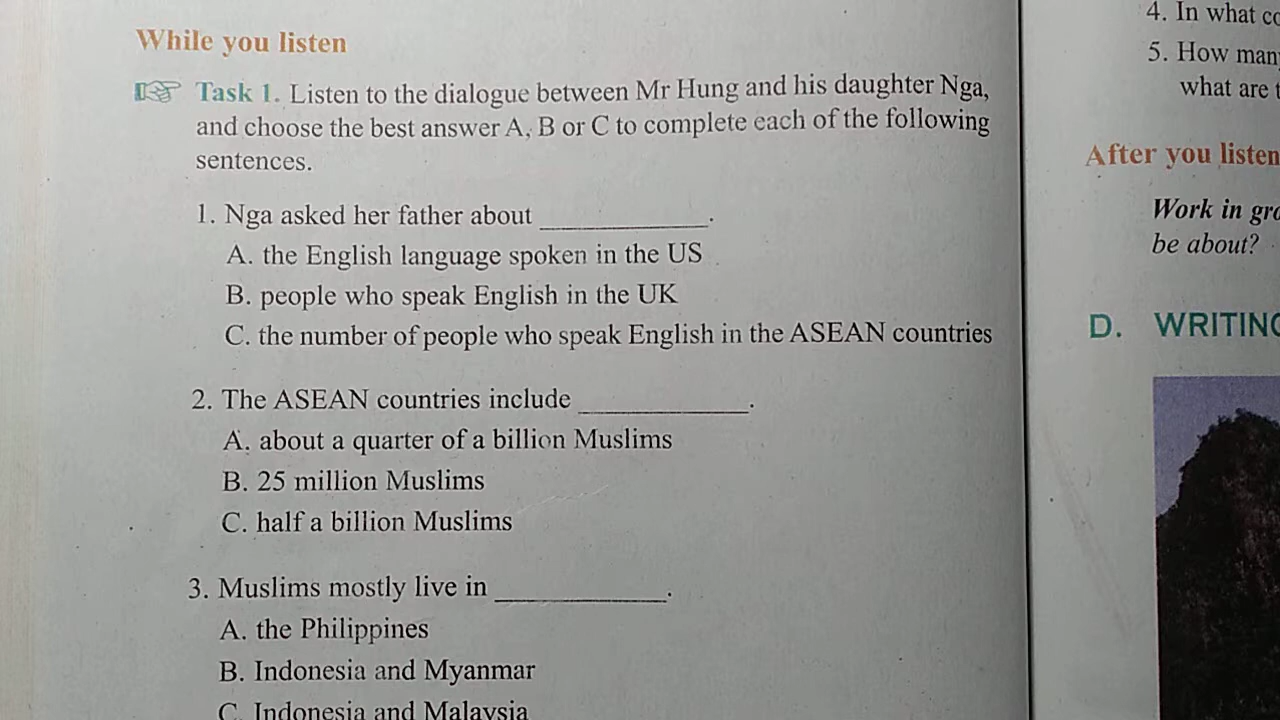 While you listen
Task 1. Listen to the dialogue between Mr Hung and his daughter Nga,
and choose the best answer A, B or C to complete each of the following
sentences.
1. Nga asked her father about ____________.
A. the English language spoken in the US
B. people who speak English in the UK
C. the number of people who speak English in the ASEAN countries
2. The ASEAN countries include ____________.
A. about a quarter of a billion Muslims
B. 25 million Muslims
C. half a billion Muslims
3. Muslims mostly live in ____________.
A. the Philippines
B. Indonesia and Myanmar
C. Indonesia and Malaysia
4. In what
5. How
what are
After you listen
Work in
be about?
D. WRITING